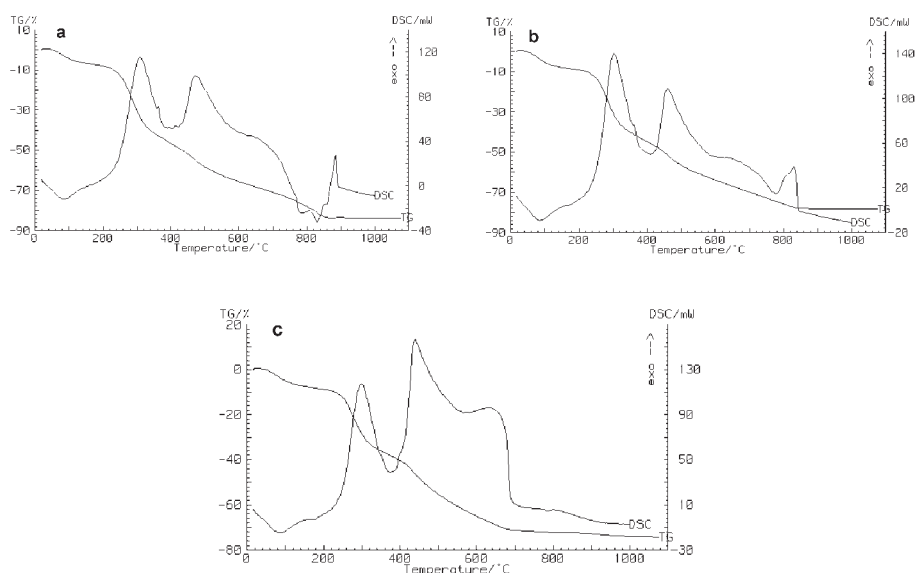 TG/% DSC/mW
a
10 120
-10 80
-30 40
-50 0
-70
-90 40
exo -->
DSC
TG
0 200 400 600 800 1000
Temperature/°C
TG/% DSC/mW
b
10 140
-10 100
-30 60
-50 20
-70
-90 -20
exo -->
TG
DSC
0 200 400 600 800 1000
Temperature/°C
TG/% DSC/mW
c
20
0 130
-20 90
-40 50
-60 10
-80 -30
exo -->
DSC
TG
0 200 400 600 800 1000
Temperature/°C